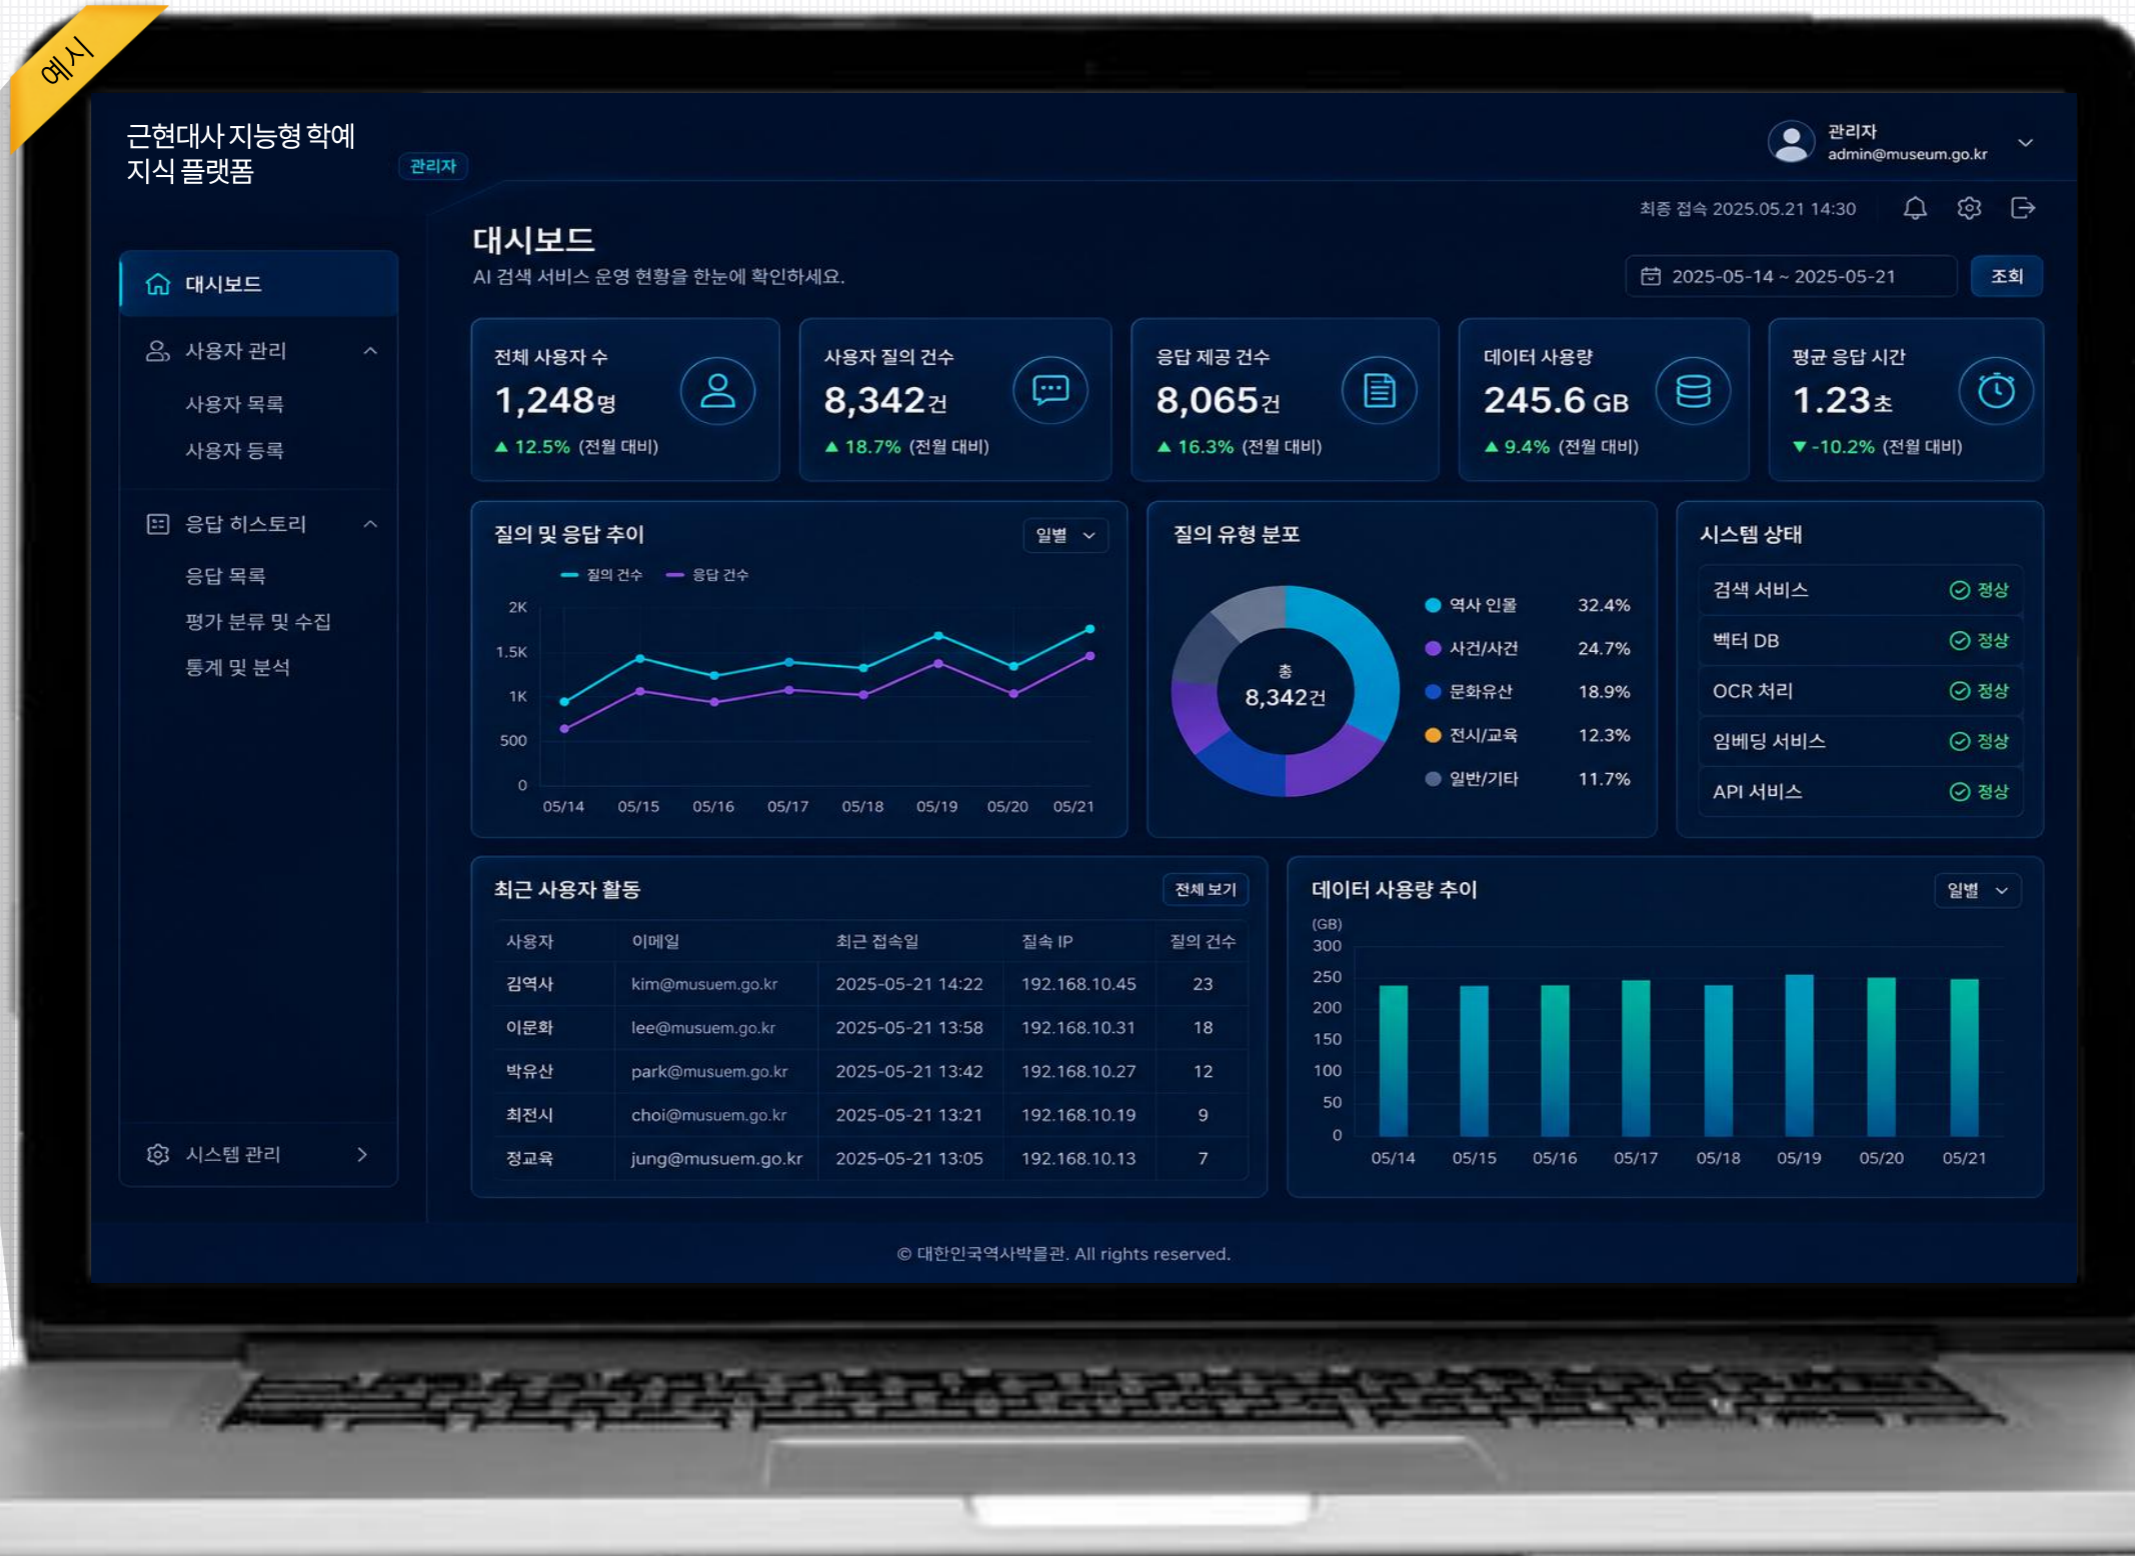 예시
근현대사 지능형 학예
지식 플랫폼
관리자
관리자
admin@museum.go.kr
최종 접속 2025.05.21 14:30
대시보드
사용자 관리
사용자 목록
사용자 등록
응답 히스토리
응답 목록
평가 분류 및 수집
통계 및 분석
시스템 관리
대시보드
AI 검색 서비스 운영 현황을 한눈에 확인하세요.
2025-05-14 ~ 2025-05-21
조회
전체 사용자 수
1,248명
▲ 12.5% (전월 대비)
사용자 질의 건수
8,342건
▲ 18.7% (전월 대비)
응답 제공 건수
8,065건
▲ 16.3% (전월 대비)
데이터 사용량
245.6 GB
▲ 9.4% (전월 대비)
평균 응답 시간
1.23초
▼ -10.2% (전월 대비)
질의 및 응답 추이
일별
질의 건수 응답 건수
2K
1.5K
1K
500
0
05/14 05/15 05/16 05/17 05/18 05/19 05/20 05/21
질의 유형 분포
총
8,342건
역사 인물 32.4%
사건/사건 24.7%
문화유산 18.9%
전시/교육 12.3%
일반/기타 11.7%
시스템 상태
검색 서비스 정상
벡터 DB 정상
OCR 처리 정상
임베딩 서비스 정상
API 서비스 정상
최근 사용자 활동
전체 보기
사용자 이메일 최근 접속일 질속 IP 질의 건수
김역사 kim@musuem.go.kr 2025-05-21 14:22 192.168.10.45 23
이문화 lee@musuem.go.kr 2025-05-21 13:58 192.168.10.31 18
박유산 park@musuem.go.kr 2025-05-21 13:42 192.168.10.27 12
최전시 choi@musuem.go.kr 2025-05-21 13:21 192.168.10.19 9
정교육 jung@musuem.go.kr 2025-05-21 13:05 192.168.10.13 7
데이터 사용량 추이
일별
(GB)
300
250
200
150
100
50
0
05/14 05/15 05/16 05/17 05/18 05/19 05/20 05/21
© 대한인국역사박물관. All rights reserved.